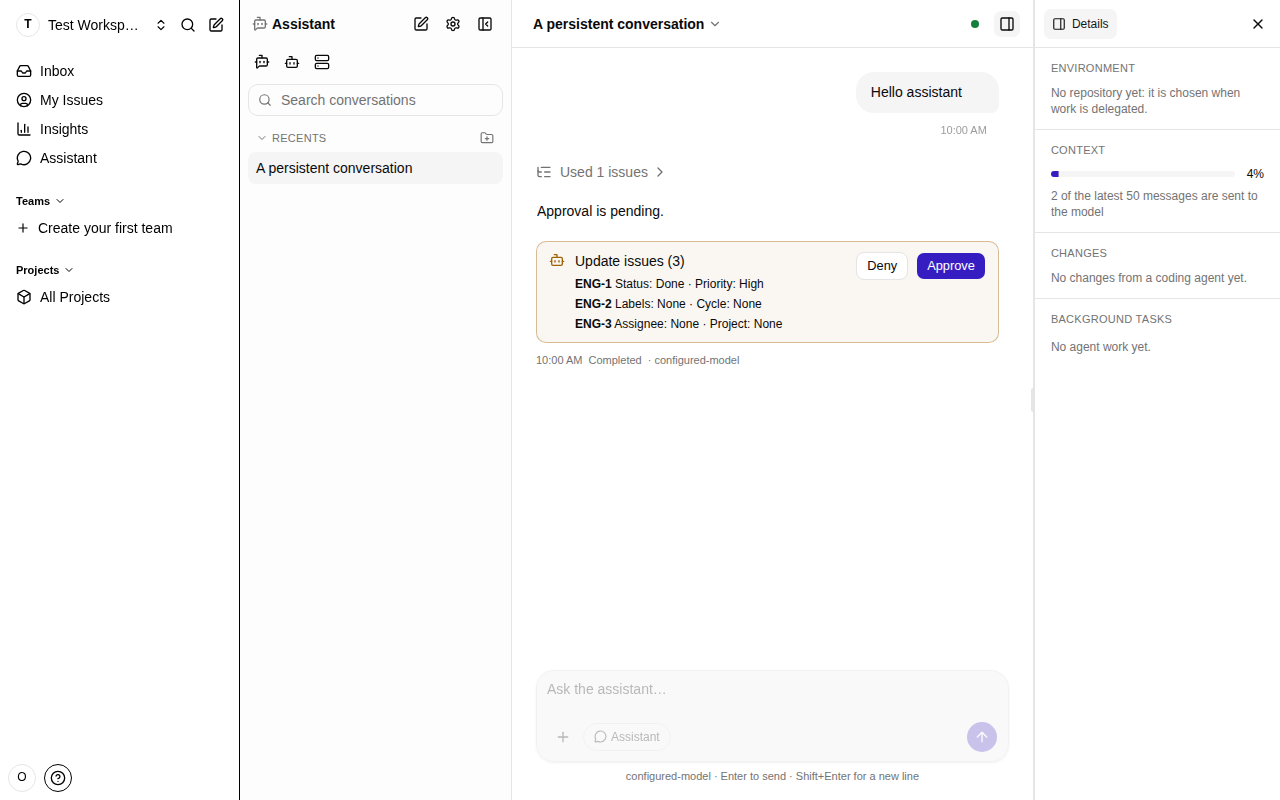 T Test Worksp…
Inbox
My Issues
Insights
Assistant
Teams
Create your first team
Projects
All Projects
O
Assistant
Search conversations
RECENTS
A persistent conversation
A persistent conversation
Hello assistant
10:00 AM
Used 1 issues
Approval is pending.
Update issues (3)
Deny
Approve
ENG-1 Status: Done · Priority: High
ENG-2 Labels: None · Cycle: None
ENG-3 Assignee: None · Project: None
10:00 AM Completed · configured-model
Ask the assistant…
Assistant
configured-model · Enter to send · Shift+Enter for a new line
Details
ENVIRONMENT
No repository yet: it is chosen when
work is delegated.
CONTEXT
4%
2 of the latest 50 messages are sent to
the model
CHANGES
No changes from a coding agent yet.
BACKGROUND TASKS
No agent work yet.